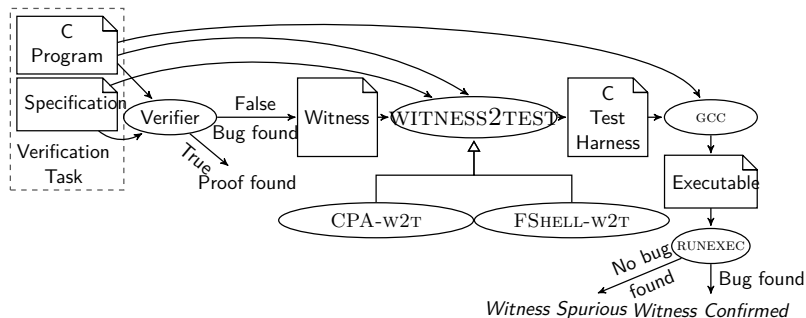 C
Program
Specification
Verification
Task
Verifier
False
Bug found
True
Proof found
Witness
WITNESS2TEST
CPA-W2T
FSHELL-W2T
C
Test
Harness
GCC
Executable
RUNEXEC
No bug
found
Bug found
Witness Spurious
Witness Confirmed